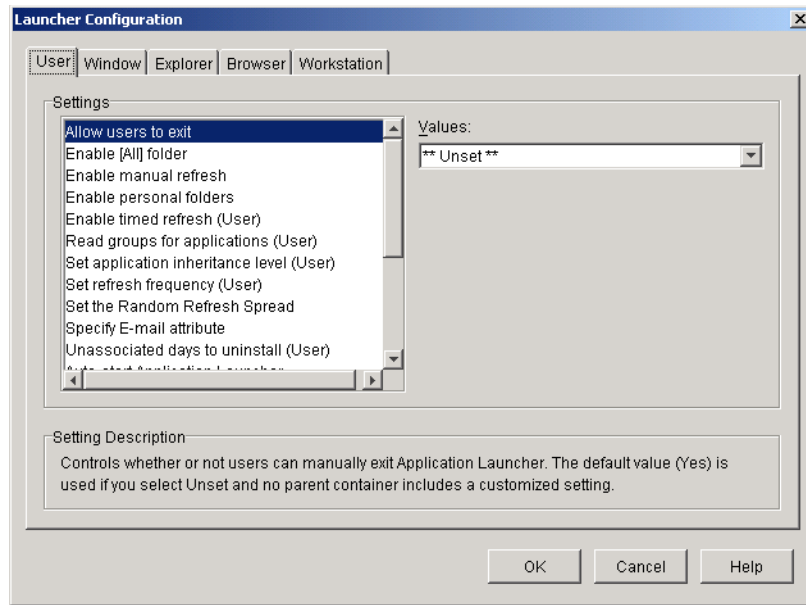 Launcher Configuration
User Window Explorer Browser Workstation
Settings
Allow users to exit
Enable [All] folder
Enable manual refresh
Enable personal folders
Enable timed refresh (User)
Read groups for applications (User)
Set application inheritance level (User)
Set refresh frequency (User)
Set the Random Refresh Spread
Specify E-mail attribute
Unassociated days to uninstall (User)
Auto-start Application Launcher
Values:
** Unset **
Setting Description
Controls whether or not users can manually exit Application Launcher. The default value (Yes) is
used if you select Unset and no parent container includes a customized setting.
OK Cancel Help